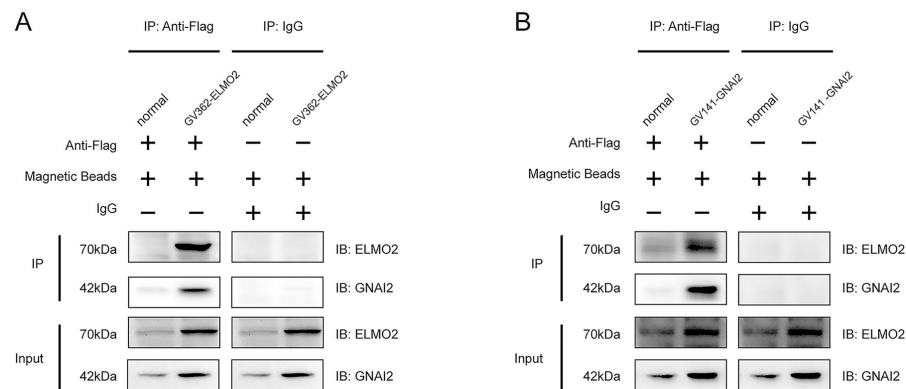 A
IP: Anti-Flag IP: IgG
normal GV362-ELMO2 normal GV362-ELMO2
Anti-Flag + + − −
Magnetic Beads + + + +
IgG − − + +
IP
70kDa IB: ELMO2
42kDa IB: GNAI2
Input
70kDa IB: ELMO2
42kDa IB: GNAI2
B
IP: Anti-Flag IP: IgG
normal GV141-GNAI2 normal GV141-GNAI2
Anti-Flag + + − −
Magnetic Beads + + + +
IgG − − + +
IP
70kDa IB: ELMO2
42kDa IB: GNAI2
Input
70kDa IB: ELMO2
42kDa IB: GNAI2